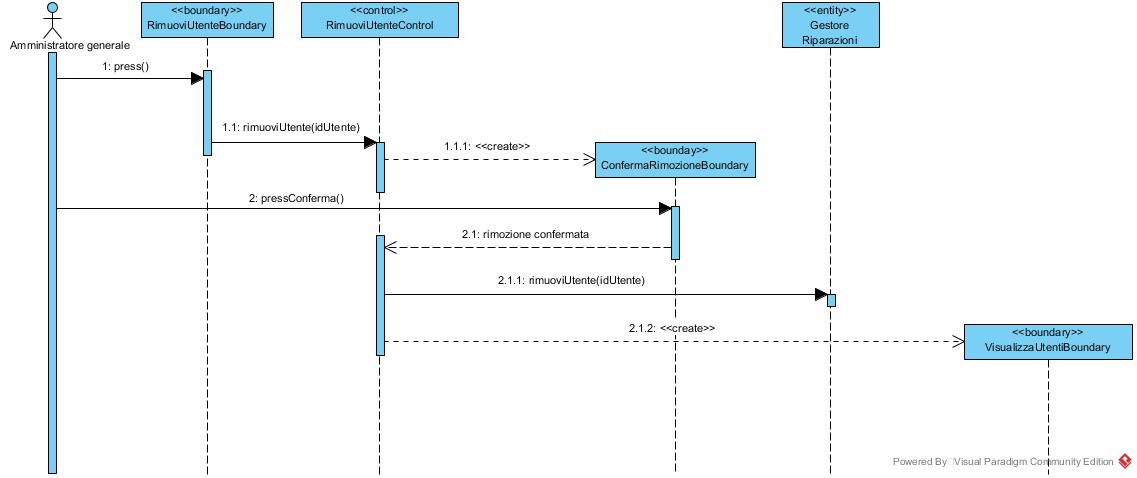 <<boundary>>
RimuoviUtenteBoundary
<<control>>
RimuoviUtenteControl
<<entity>>
Gestore
Riparazioni
Amministratore generale
1: press()
1.1: rimuoviUtente(idUtente)
1.1.1: <<create>>
<<bounday>>
ConfermaRimozioneBoundary
2: pressConferma()
2.1: rimozione confermata
2.1.1: rimuoviUtente(idUtente)
2.1.2: <<create>>
<<boundary>>
VisualizzaUtentiBoundary
Powered By Visual Paradigm Community Edition